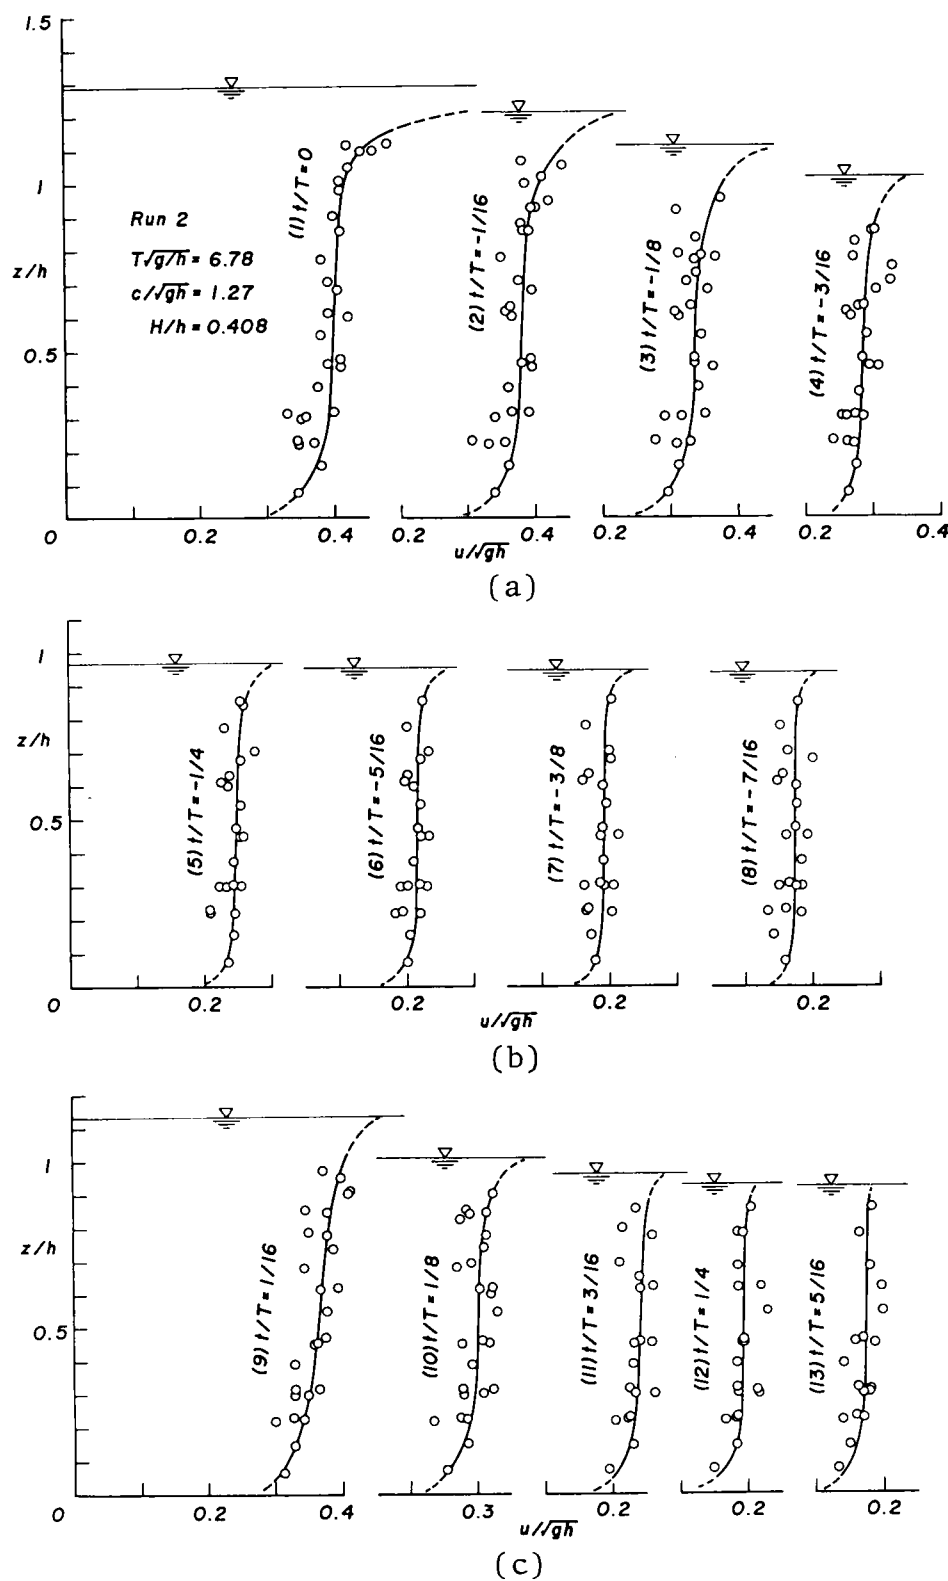 1.5
1
z/h
0.5
0
Run 2
T√g/h = 6.78
c/√gh = 1.27
H/h = 0.408
(1) t/T = 0
(2) t/T = -1/16
(3) t/T = -1/8
(4) t/T = -3/16
0.2 0.4 0.2 0.4 0.2 0.4 0.2 0.4
u/√gh
(a)
1
z/h
0.5
0
(5) t/T = -1/4
(6) t/T = -5/16
(7) t/T = -3/8
(8) t/T = -7/16
0.2 0.2 0.2 0.2
u/√gh
(b)
1
z/h
0.5
0
(9) t/T = 1/16
(10) t/T = 1/8
(11) t/T = 3/16
(12) t/T = 1/4
(13) t/T = 5/16
0.2 0.4 0.3 0.2 0.2 0.2
u/√gh
(c)